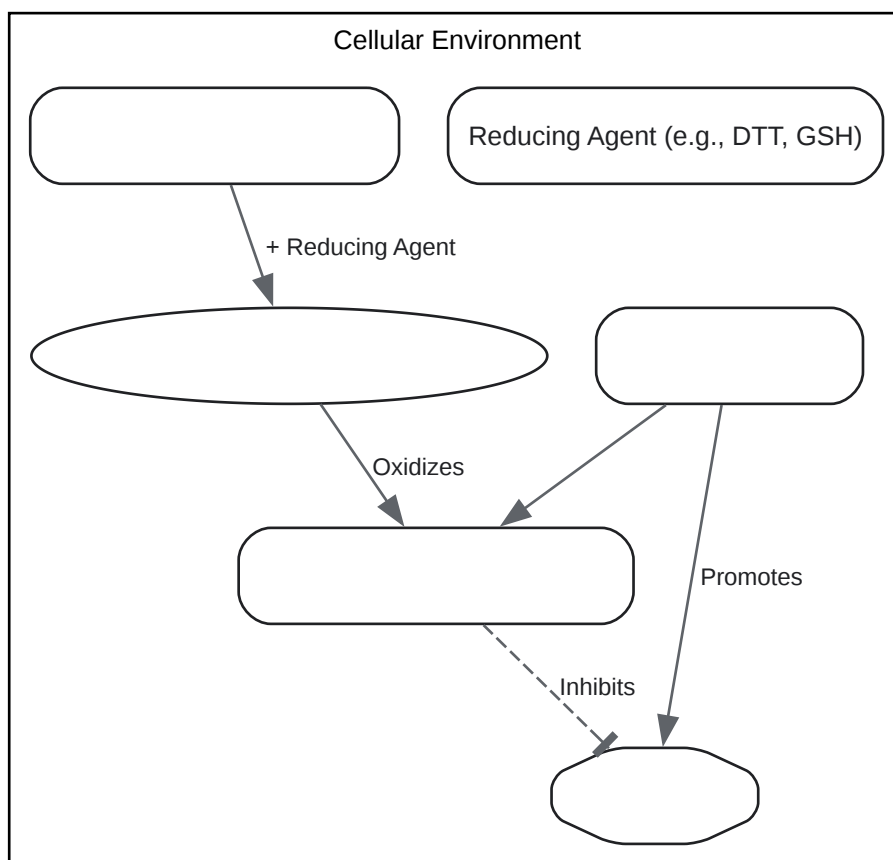 Cellular Environment
Reducing Agent (e.g., DTT, GSH)
+ Reducing Agent
Oxidizes
Promotes
Inhibits